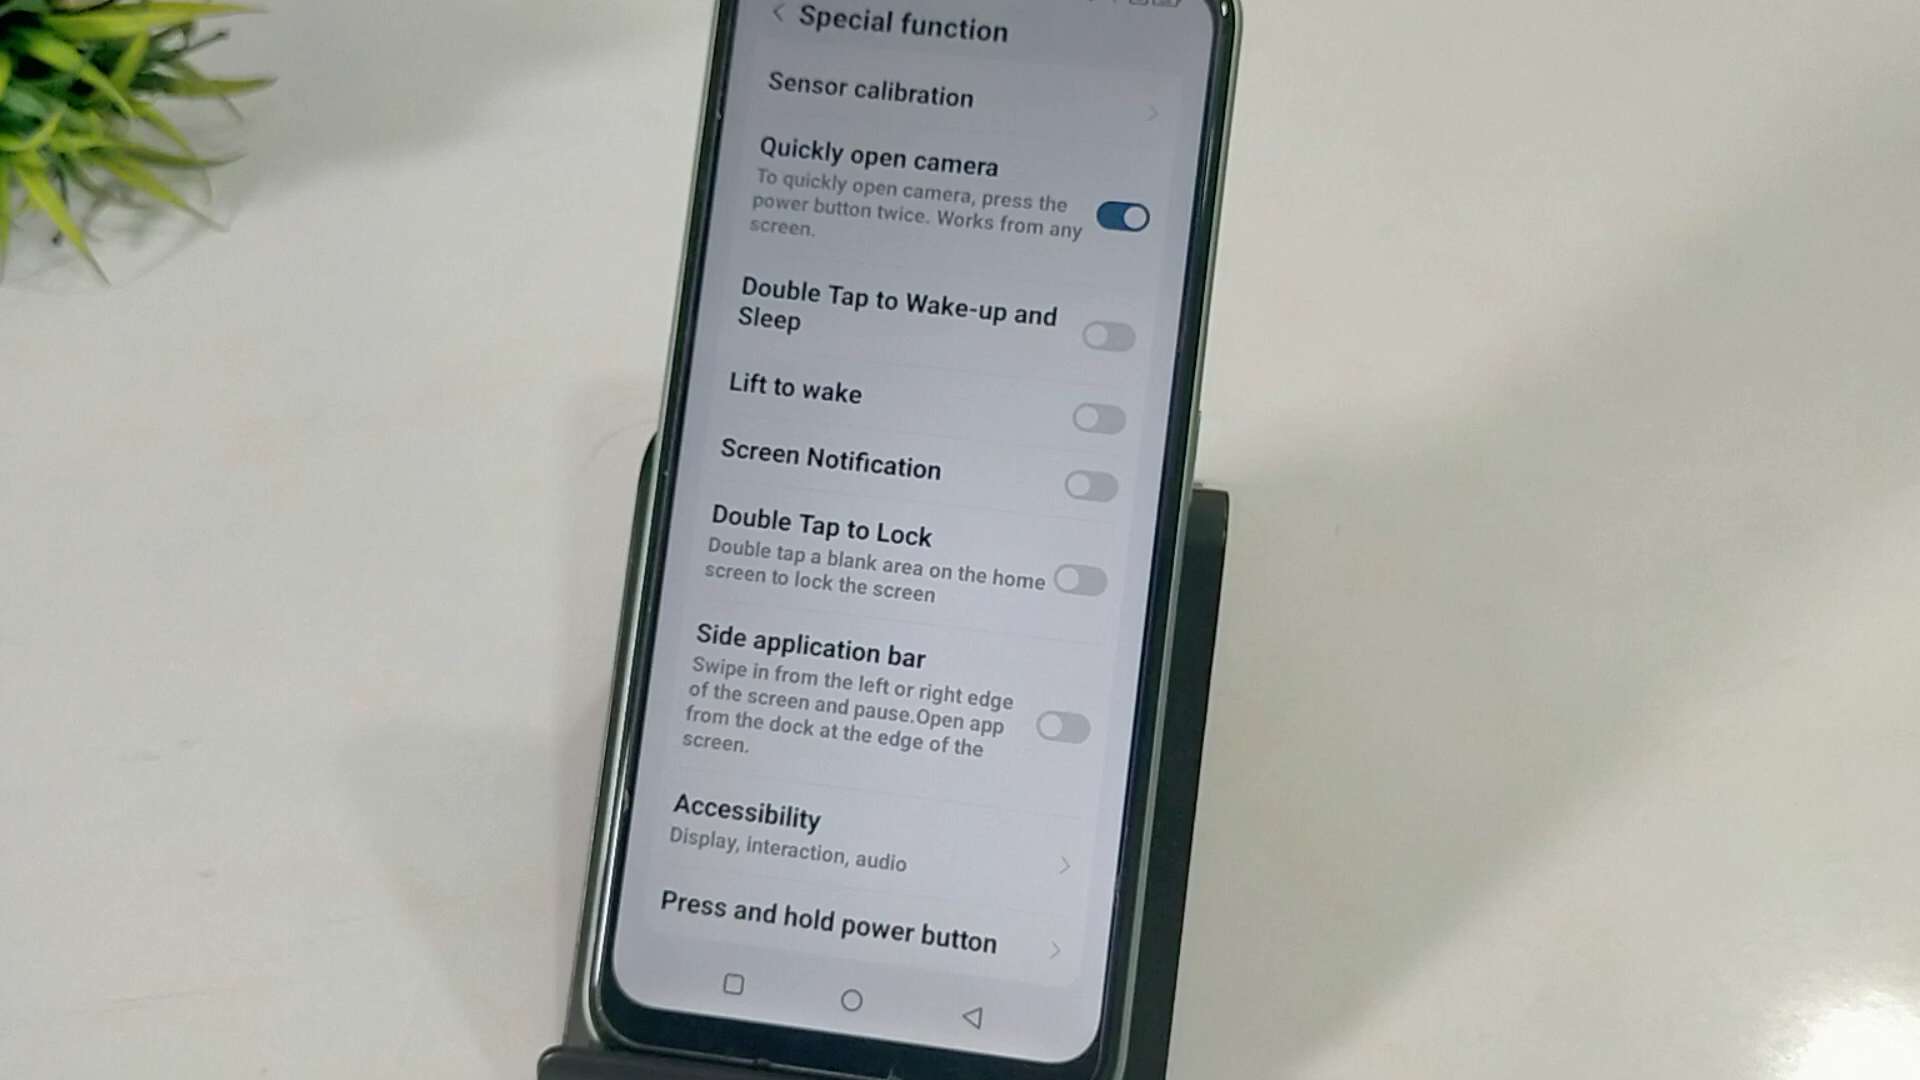 Special function
Sensor calibration
Quickly open camera
To quickly open camera, press the
power button twice. Works from any
screen.
Double Tap to Wake-up and
Sleep
Lift to wake
Screen Notification
Double Tap to Lock
Double tap a blank area on the home
screen to lock the screen
Side application bar
Swipe in from the left or right edge
of the screen and pause.Open app
from the dock at the edge of the
screen.
Accessibility
Display, interaction, audio
Press and hold power button